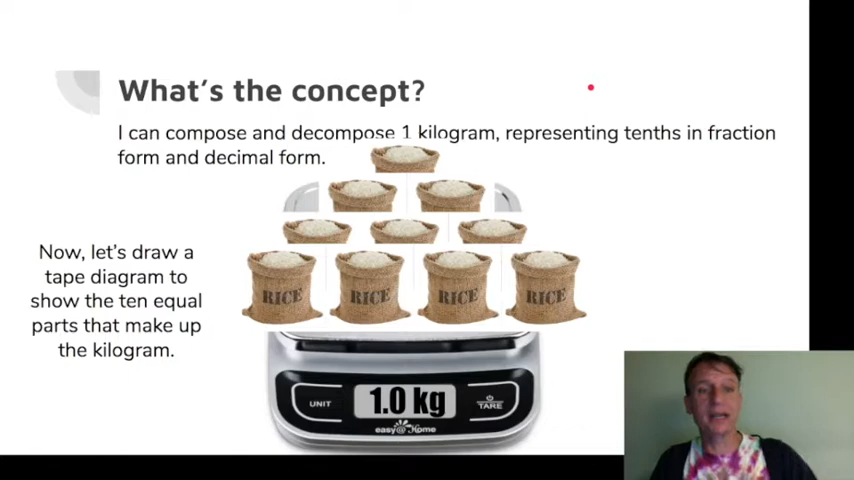 What's the concept?
I can compose and decompose 1 kilogram, representing tenths in fraction
form and decimal form.
Now, let's draw a
tape diagram to
show the ten equal
parts that make up
the kilogram.
RICE RICE RICE RICE
UNIT 1.0 kg TARE
easy@Home